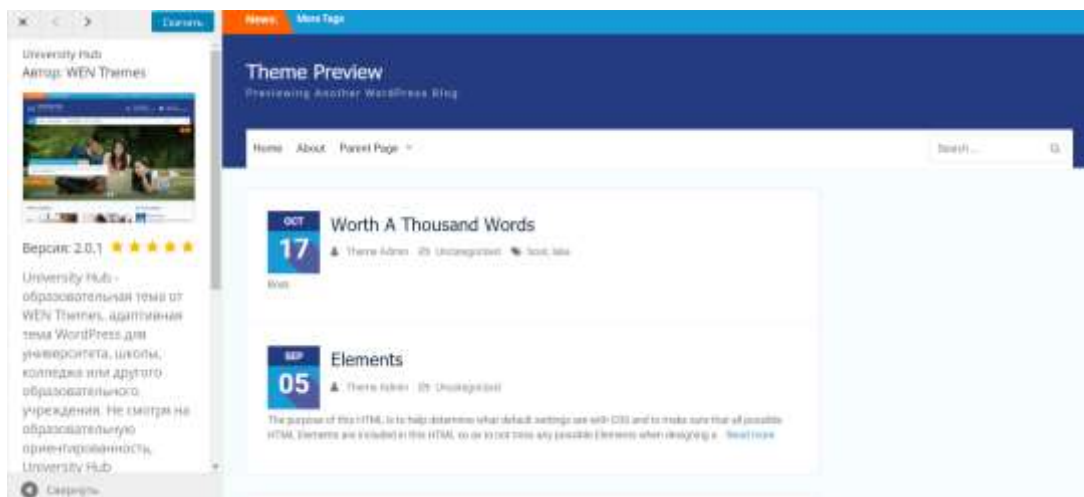 Скачать
University Hub
Автор: WEN Themes
Версия: 2.0.1
University Hub -
образовательная тема от
WEN Themes, адаптивная
тема WordPress для
университета, школы,
колледжа или другого
образовательного
учреждения. Не смотря на
образовательную
ориентированность,
University Hub
Свернуть
News: More Tags
Theme Preview
Previewing Another WordPress Blog
Home About Parent Page
Search ...
OCT
17
Worth A Thousand Words
Theme Admin Uncategorized boat, lake
Boat.
SEP
05
Elements
Theme Admin Uncategorized
The purpose of this HTML is to help determine what default settings are with CSS and to make sure that all possible
HTML Elements are included in this HTML so as to not miss any possible Elements when designing a Read more